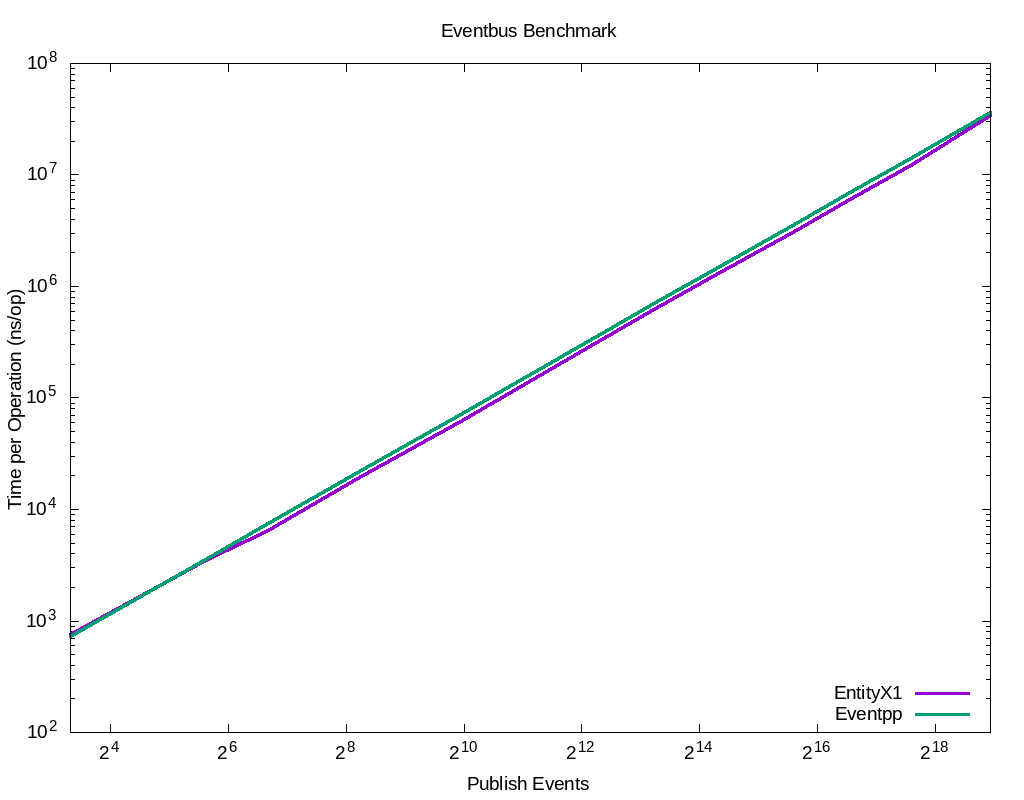 Eventbus Benchmark
10^8
10^7
10^6
10^5
10^4
10^3
10^2
Time per Operation (ns/op)
EntityX1
Eventpp
2^4 2^6 2^8 2^10 2^12 2^14 2^16 2^18
Publish Events